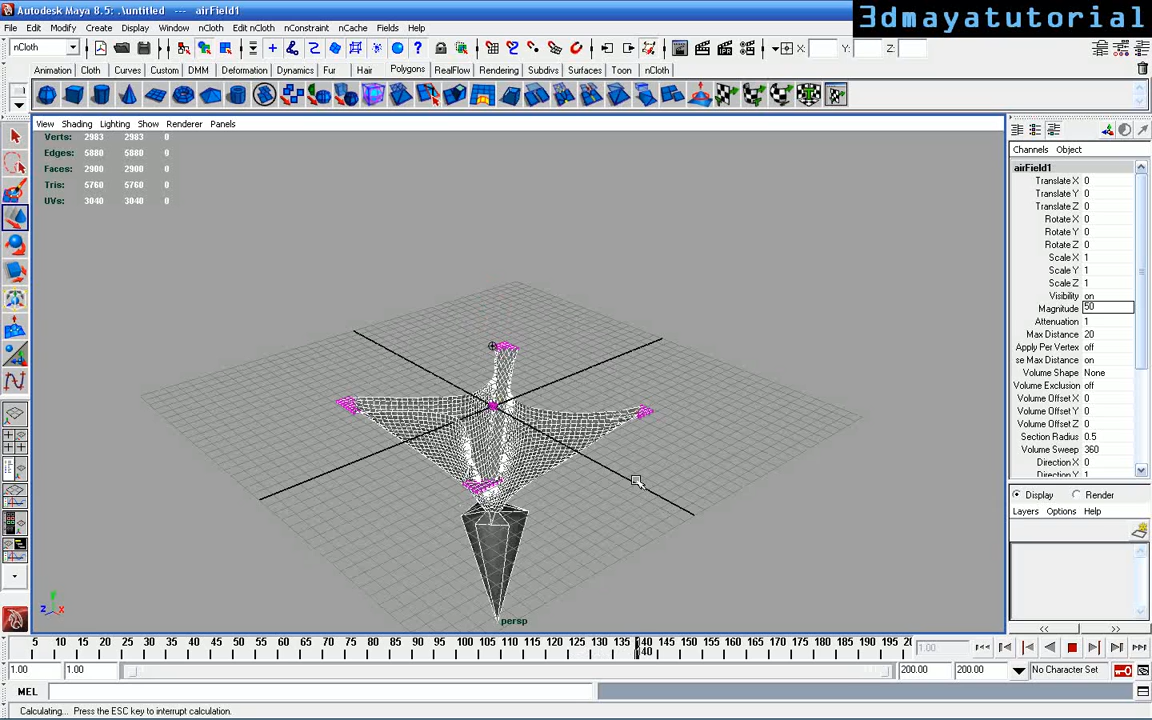 Autodesk Maya 8.5: .\untitled --- airField1
3dmayatutorial
File Edit Modify Create Display Window nCloth Edit nCloth nConstraint nCache Fields Help
nCloth X: Y: Z:
Animation Cloth Curves Custom DMM Deformation Dynamics Fur Hair Polygons RealFlow Rendering Subdivs Surfaces Toon nCloth
View Shading Lighting Show Renderer Panels
Verts: 2983 2983 0
Edges: 5880 5880 0
Faces: 2900 2900 0
Tris: 5760 5760 0
UVs: 3040 3040 0
Channels Object
airField1
Translate X 0
Translate Y 0
Translate Z 0
Rotate X 0
Rotate Y 0
Rotate Z 0
Scale X 1
Scale Y 1
Scale Z 1
Visibility on
Magnitude 50
Attenuation 1
Max Distance 20
Apply Per Vertex off
se Max Distance on
Volume Shape None
Volume Exclusion off
Volume Offset X 0
Volume Offset Y 0
Volume Offset Z 0
Section Radius 0.5
Volume Sweep 360
Direction X 0
Direction Y 1
Display Render
Layers Options Help
z y x
persp
5 10 15 20 25 30 35 40 45 50 55 60 65 70 75 80 85 90 95 100 105 110 115 120 125 130 135 140 145 150 155 160 165 170 175 180 185 190 195 20
40
1.00
1.00 1.00 200.00 200.00 No Character Set
MEL
Calculating... Press the ESC key to interrupt calculation.